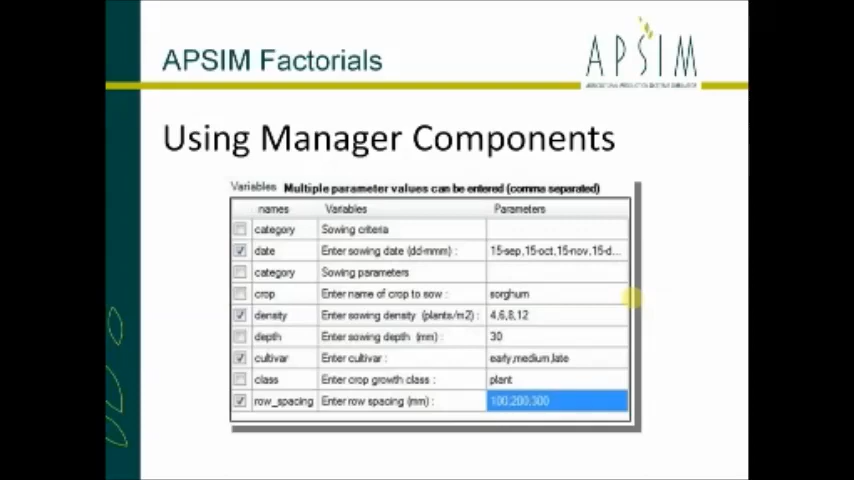 APSIM Factorials
APSIM
Using Manager Components
Variables Multiple parameter values can be entered (comma separated)
names Variables Parameters
category Sowing criteria
date Enter sowing date (dd-mmm) : 15-sep,15-oct,15-nov,15-d...
category Sowing parameters
crop Enter name of crop to sow : sorghum
density Enter sowing density (plants/m2) : 4,6,8,12
depth Enter sowing depth (mm) : 30
cultivar Enter cultivar : early,medium,late
class Enter crop growth class : plant
row_spacing Enter row spacing (mm) : 100,200,300